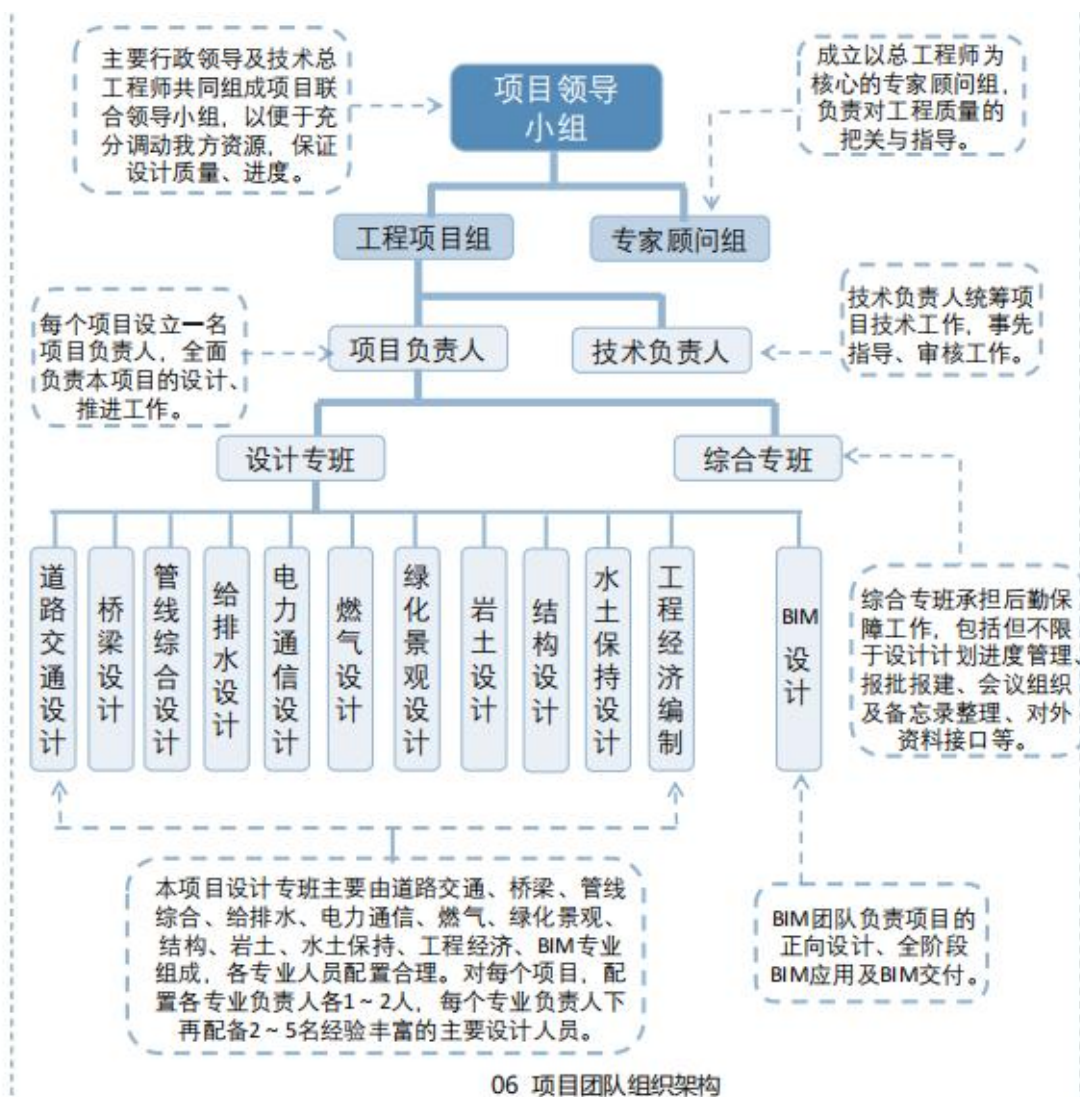 主要行政领导及技术总
工程师共同组成项目联
合领导小组，以便于充
分调动我方资源，保证
设计质量、进度。
项目领导
小组
成立以总工程师为
核心的专家顾问组，
负责对工程质量的
把关与指导。
工程项目组
专家顾问组
每个项目设立一名
项目负责人，全面
负责本项目的设计、
推进工作。
项目负责人
技术负责人
技术负责人统筹项
目技术工作，事先
指导、审核工作。
设计专班
综合专班
道路交通设计
桥梁设计
管线综合设计
给排水设计
电力通信设计
燃气设计
绿化景观设计
岩土设计
结构设计
水土保持设计
工程经济编制
BIM
设计
综合专班承担后勤保
障工作，包括但不限
于设计计划进度管理、
报批报建、会议组织
及备忘录整理、对外
资料接口等。
本项目设计专班主要由道路交通、桥梁、管线
综合、给排水、电力通信、燃气、绿化景观、
结构、岩土、水土保持、工程经济、BIM专业
组成，各专业人员配置合理。对每个项目，配
置各专业负责人各1～2人，每个专业负责人下
再配备2～5名经验丰富的主要设计人员。
BIM团队负责项目的
正向设计、全阶段
BIM应用及BIM交付。
06 项目团队组织架构